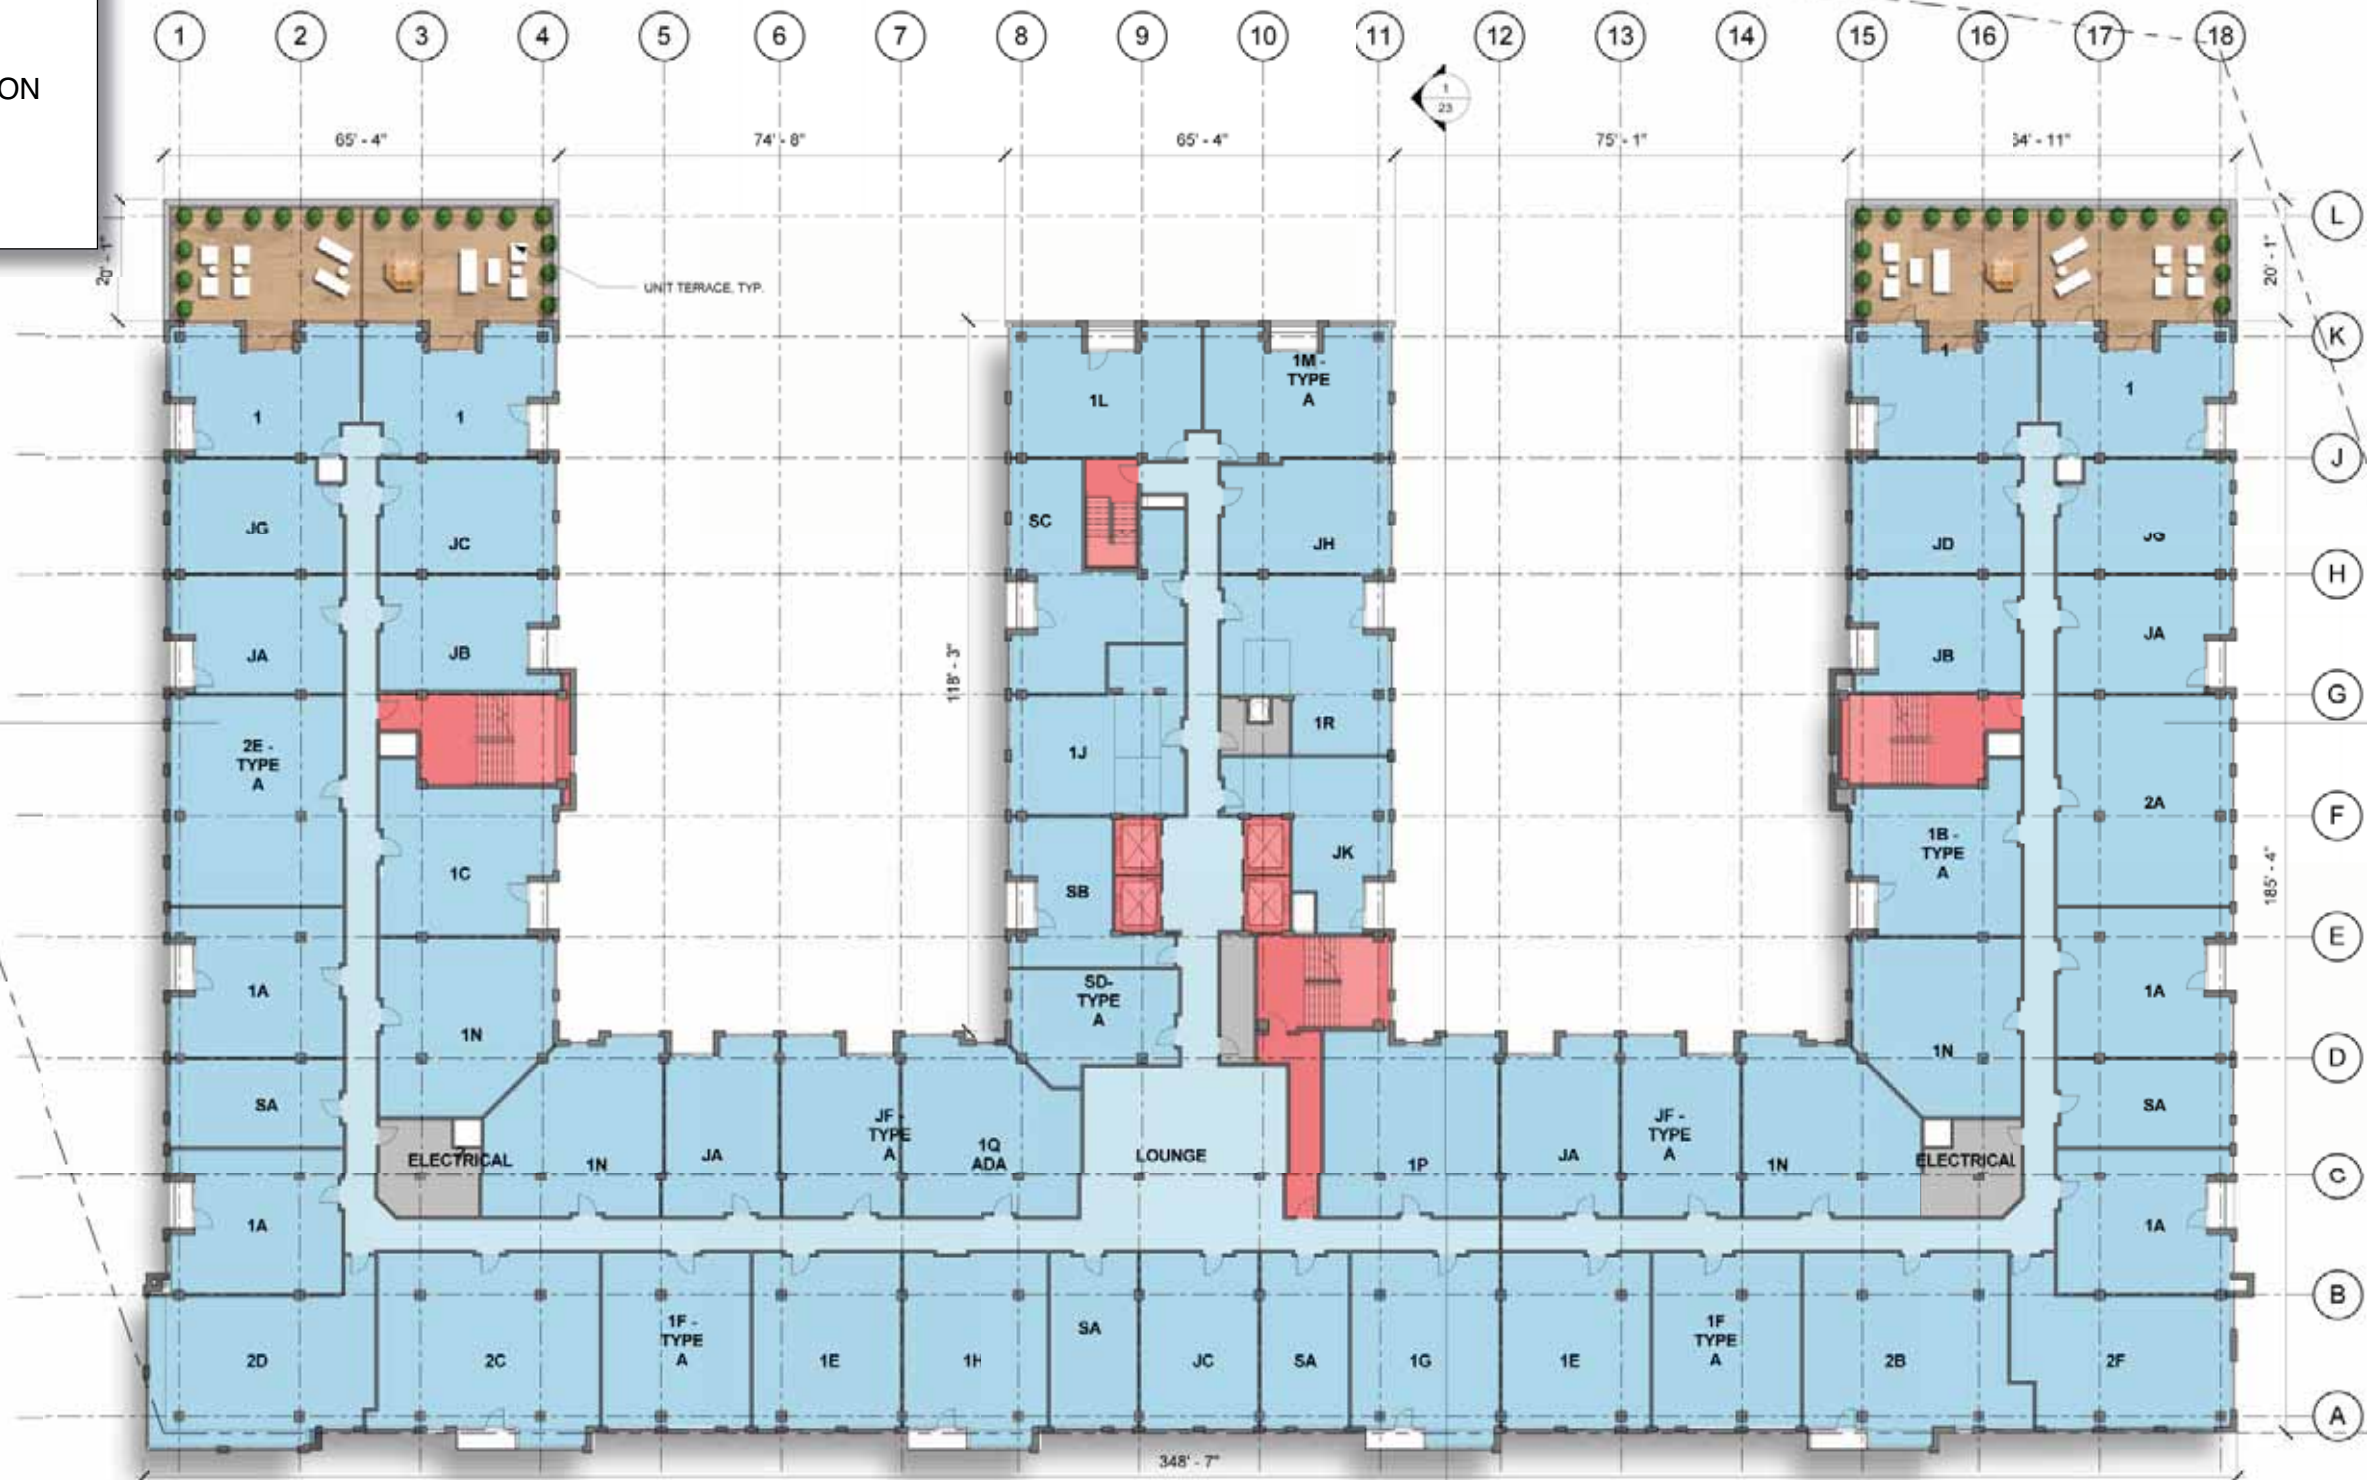 1 2 3 4 5 6 7 8 9 10 11 12 13 14 15 16 17 18
ON
1
23
65' - 4" 74' - 8" 65' - 4" 75' - 1" 64' - 11"
L
20' - 1"
20' - 1"
UNIT TERRACE, TYP.
K
1
1M -
TYPE
A
1
1L
1 1
J
SC
JG
JC
JH
JD
JG
H
JA
JB
JB
JA
118' - 3"
G
2E -
TYPE
A
1J
1R
2A
F
1B -
TYPE
A
1C
SB
JK
185' - 4"
E
1A
SD-
TYPE
A
1A
1N
1N
D
SA
SA
JF -
TYPE
A
JF -
TYPE
A
1Q
ADA
ELECTRICAL
1N
JA
LOUNGE
1P
JA
1N
ELECTRICAL
C
1A
1A
B
1F -
TYPE
A
SA
1F
TYPE
A
2D
2C
1E
1H
JC
SA
1G
1E
2B
2F
A
348' - 7"